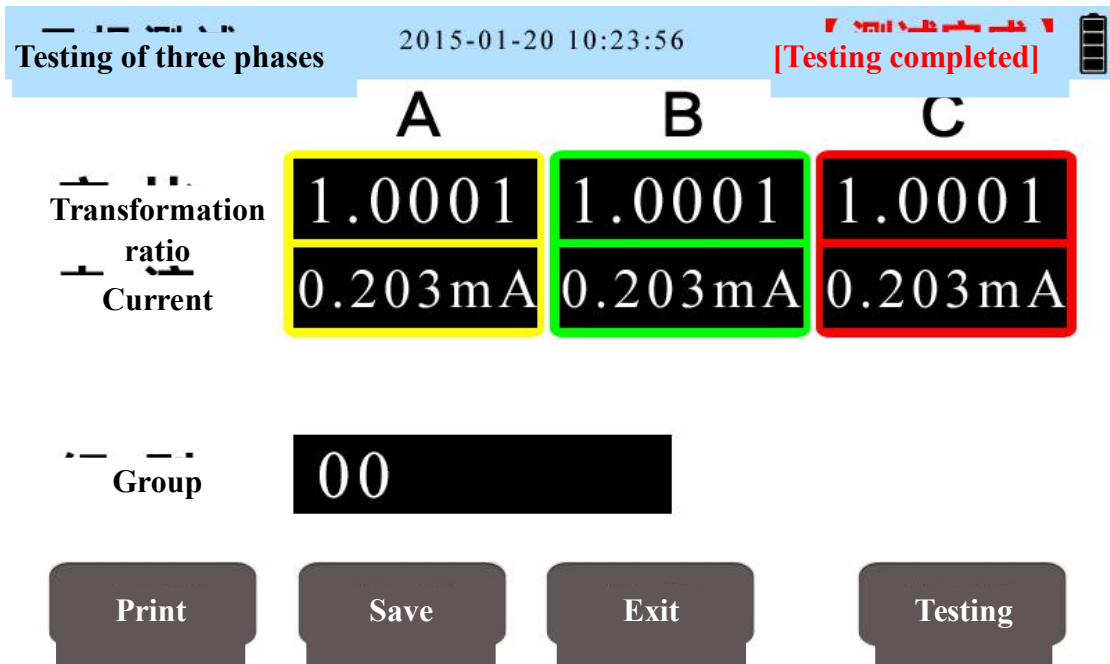 Testing of three phases 2015-01-20 10:23:56 [Testing completed]
A B C
Transformation ratio 1.0001 1.0001 1.0001
Current 0.203mA 0.203mA 0.203mA
Group 00
Print Save Exit Testing